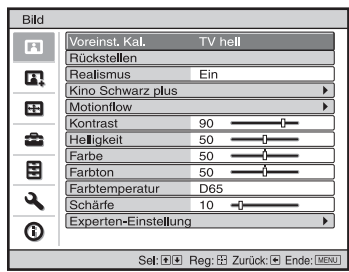 Bild
Voreinst. Kal. TV hell
Rückstellen
Realismus Ein
Kino Schwarz plus
Motionflow
Kontrast 90
Helligkeit 50
Farbe 50
Farbton 50
Farbtemperatur D65
Schärfe 10
Experten-Einstellung
Sel: Reg: Zurück: Ende: MENU